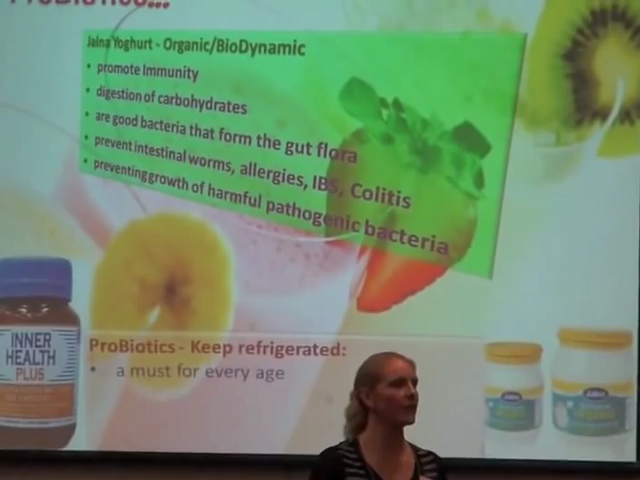 ProBiotics...
Jalna Yoghurt - Organic/BioDynamic
• promote Immunity
• digestion of carbohydrates
• are good bacteria that form the gut flora
• prevent intestinal worms, allergies, IBS, Colitis
• preventing growth of harmful pathogenic bacteria
INNER
HEALTH
PLUS
ProBiotics - Keep refrigerated:
• a must for every age